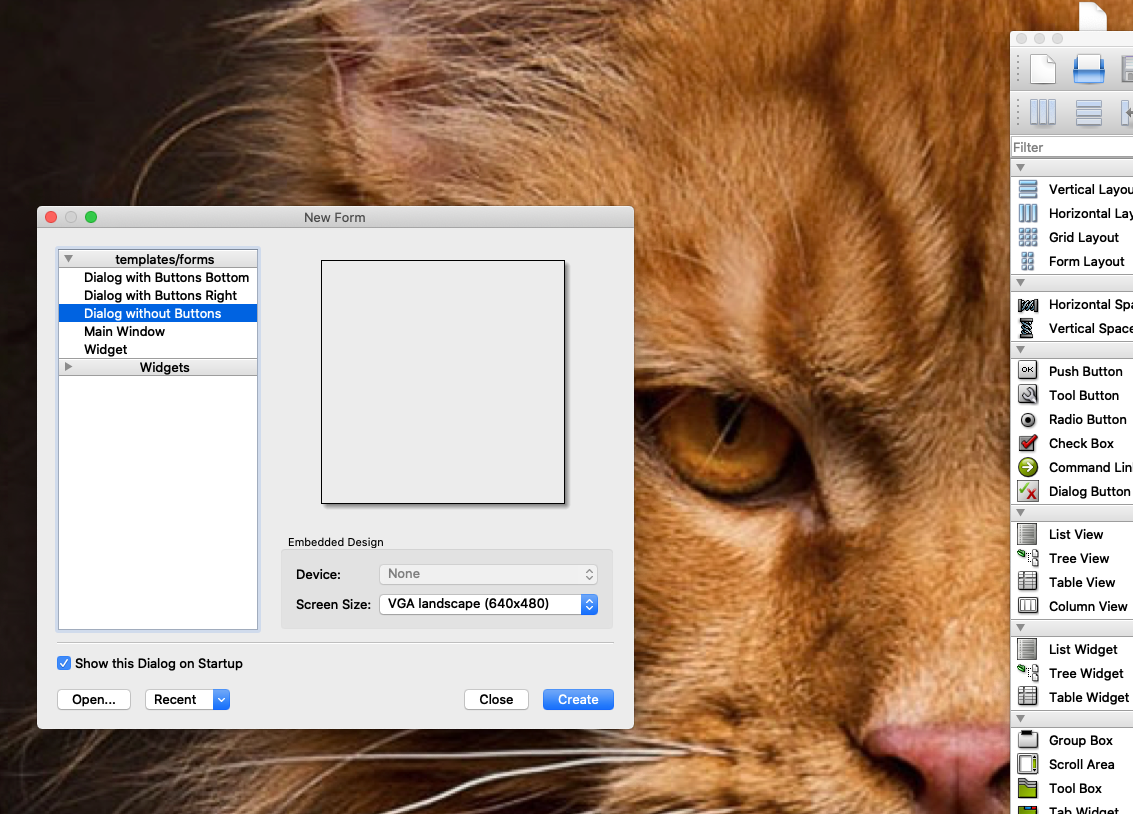 New Form
templates/forms
Dialog with Buttons Bottom
Dialog with Buttons Right
Dialog without Buttons
Main Window
Widget
Widgets
Embedded Design
Device:
None
Screen Size:
VGA landscape (640x480)
Show this Dialog on Startup
Open...
Recent
Close
Create
Filter
Vertical Layou
Horizontal Lay
Grid Layout
Form Layout
Horizontal Spa
Vertical Space
OK
Push Button
Tool Button
Radio Button
Check Box
Command Lin
Dialog Button
List View
Tree View
Table View
Column View
List Widget
Tree Widget
Table Widget
Group Box
Scroll Area
Tool Box
Tab Widget